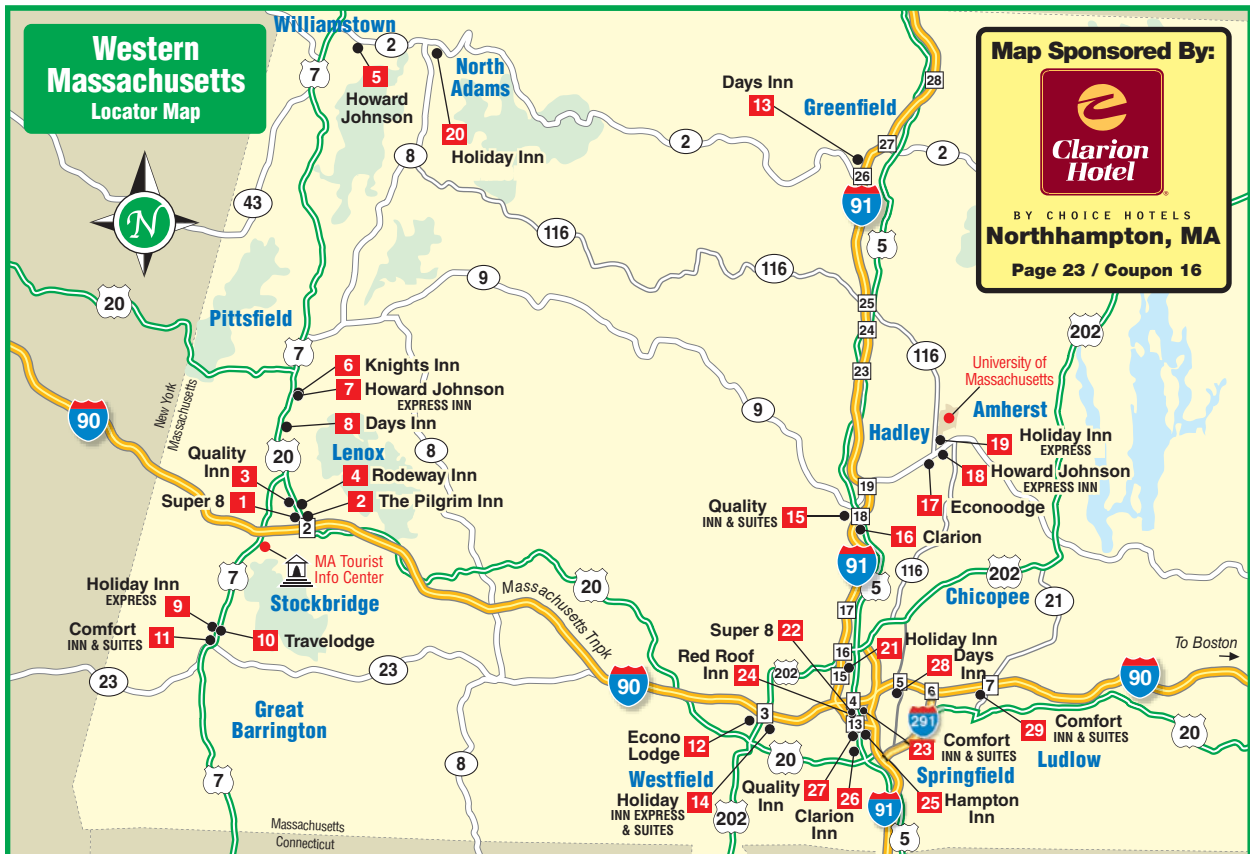 Western
Massachusetts
Locator Map
Map Sponsored By:
Clarion
Hotel
BY CHOICE HOTELS
Northhampton, MA
Page 23 / Coupon 16
N
Williamstown
2
7
5
Howard
Johnson
North
Adams
20
Holiday Inn
8
2
43
116
116
9
Days Inn
13
Greenfield
28
27
2
26
91
5
25
24
23
116
202
20
Pittsfield
7
6 Knights Inn
7 Howard Johnson
EXPRESS INN
8 Days Inn
90
New York
Massachusetts
20
Lenox
8
Quality
Inn 3
4 Rodeway Inn
Super 8 1
2 The Pilgrim Inn
2
MA Tourist
Info Center
Stockbridge
7
9
University of
Massachusetts
Amherst
Hadley
19 Holiday Inn
EXPRESS
18 Howard Johnson
EXPRESS INN
17 Econoodge
19
Quality
INN & SUITES 15
18
16 Clarion
91
5
116
202
Chicopee
21
Holiday Inn
EXPRESS 9
Comfort
INN & SUITES 11
10 Travelodge
23
23
Great
Barrington
7
8
Massachusetts Tnpk
20
90
17
Super 8 22
16
21 Holiday Inn
Red Roof
Inn 24
15
202
28 Days
Inn
To Boston
5
6
7
90
4
13
291
3
Econo
Lodge 12
Westfield
20
Holiday
INN EXPRESS
& SUITES
14
202
Quality
Inn
27
Clarion
Inn
26
23 Comfort
INN & SUITES
Springfield
25 Hampton
Inn
29 Comfort
INN & SUITES
Ludlow
20
91
5
Massachusetts
Connecticut